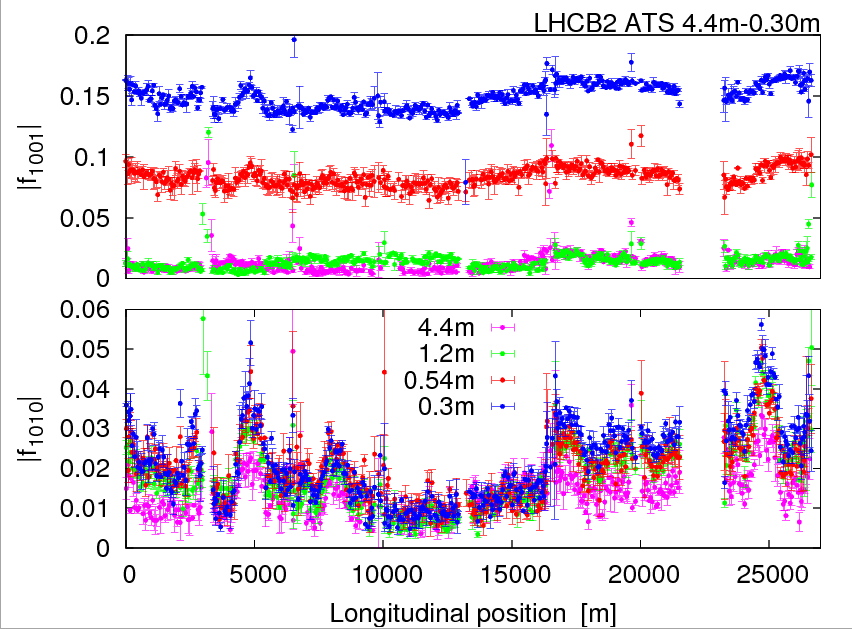 LHCB2 ATS 4.4m-0.30m
0.2
0.15
0.1
0.05
0
|f1001|
0.06
0.05
0.04
0.03
0.02
0.01
0
|f1010|
4.4m
1.2m
0.54m
0.3m
0 5000 10000 15000 20000 25000
Longitudinal position [m]